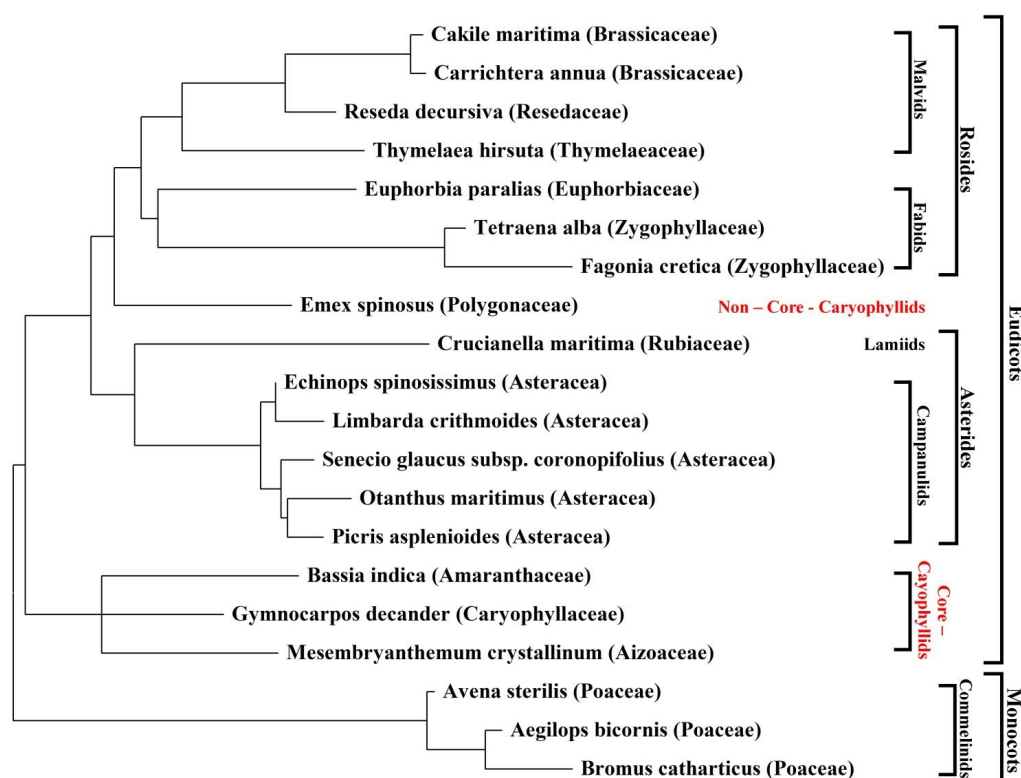 Cakile maritima (Brassicaceae)
Carrichtera annua (Brassicaceae)
Reseda decursiva (Resedaceae)
Thymelaea hirsuta (Thymelaeaceae)
Malvids
Euphorbia paralias (Euphorbiaceae)
Tetraena alba (Zygophyllaceae)
Fagonia cretica (Zygophyllaceae)
Fabids
Rosides
Emex spinosus (Polygonaceae)
Non – Core - Caryophyllids
Crucianella maritima (Rubiaceae)
Lamiids
Echinops spinosissimus (Asteracea)
Limbarda crithmoides (Asteracea)
Senecio glaucus subsp. coronopifolius (Asteracea)
Otanthus maritimus (Asteracea)
Picris asplenioides (Asteracea)
Campanulids
Asterides
Bassia indica (Amaranthaceae)
Gymnocarpos decander (Caryophyllaceae)
Mesembryanthemum crystallinum (Aizoaceae)
Core –
Cayophyllids
Eudicots
Avena sterilis (Poaceae)
Aegilops bicornis (Poaceae)
Bromus catharticus (Poaceae)
Commelinids
Monocots